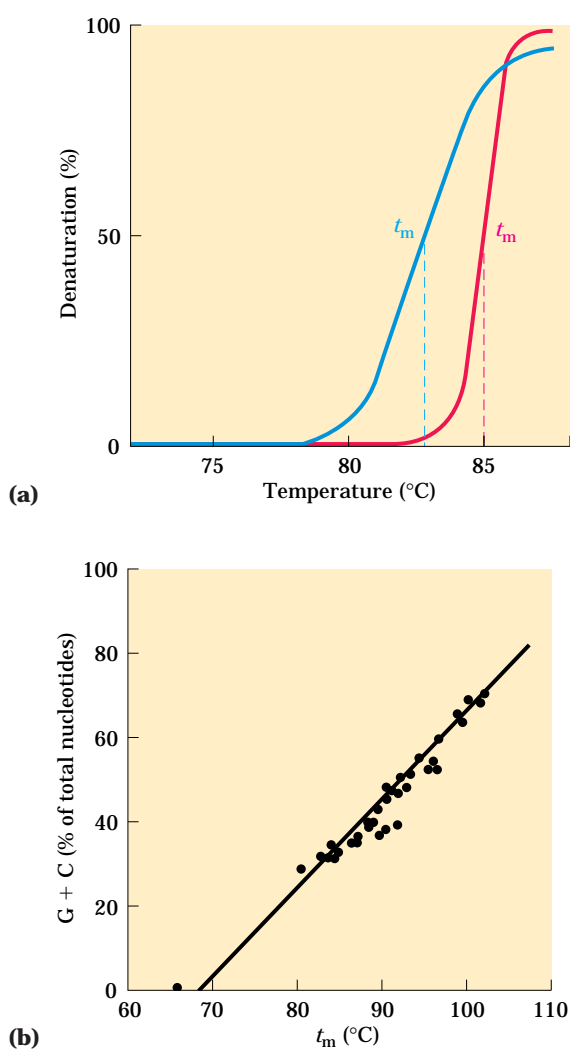 100
Denaturation (%)
50
0
tm
tm
75
80
85
Temperature (°C)
(a)
100
80
60
40
20
0
G + C (% of total nucleotides)
60
70
80
90
100
110
tm (°C)
(b)